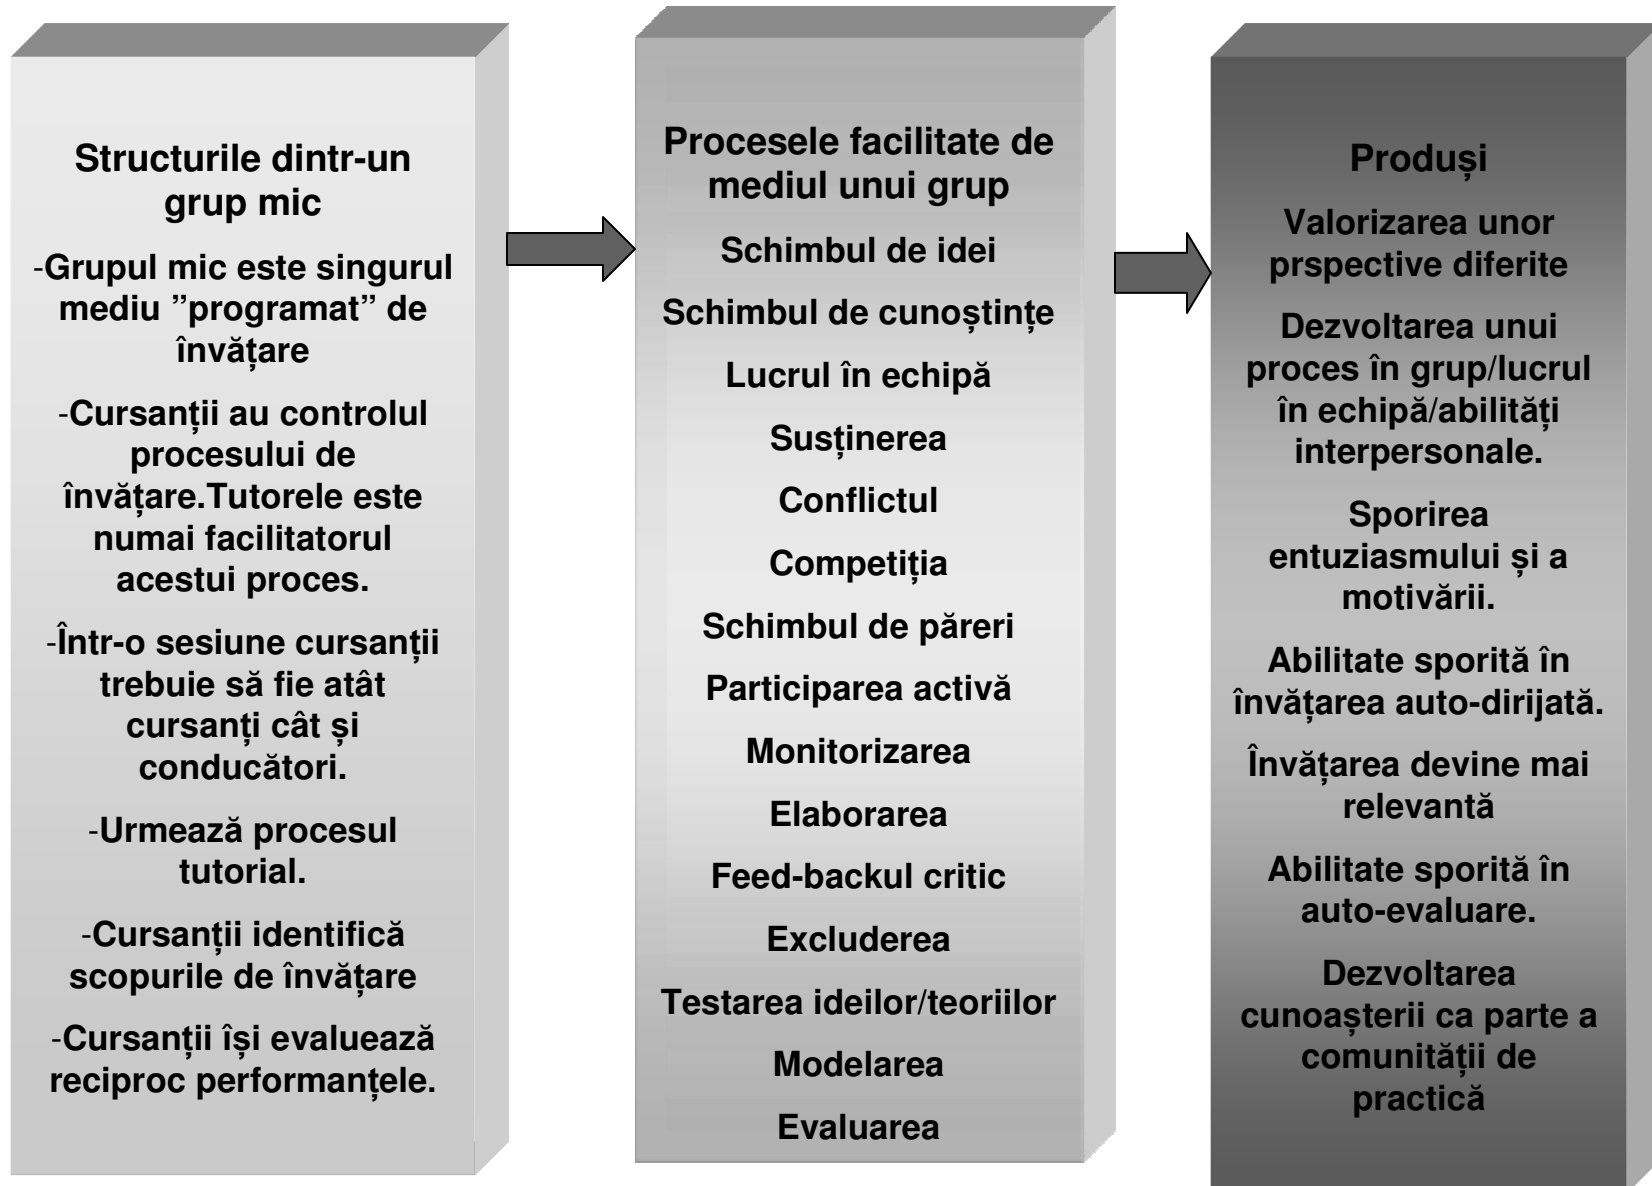 Structurile dintr-un
grup mic
-Grupul mic este singurul
mediu ”programat” de
învățare
-Cursanții au controlul
procesului de
învățare.Tutorele este
numai facilitatorul
acestui proces.
-Într-o sesiune cursanții
trebuie să fie atât
cursanți cât și
conducători.
-Urmează procesul
tutorial.
-Cursanții identifică
scopurile de învățare
-Cursanții își evaluează
reciproc performanțele.
Procesele facilitate de
mediul unui grup
Schimbul de idei
Schimbul de cunoștințe
Lucrul în echipă
Susținerea
Conflictul
Competiția
Schimbul de păreri
Participarea activă
Monitorizarea
Elaborarea
Feed-backul critic
Excluderea
Testarea ideilor/teoriilor
Modelarea
Evaluarea
Produși
Valorizarea unor
prspective diferite
Dezvoltarea unui
proces în grup/lucrul
în echipă/abilități
interpersonale.
Sporirea
entuziasmului și a
motivării.
Abilitate sporită în
învățarea auto-dirijată.
Învățarea devine mai
relevantă
Abilitate sporită în
auto-evaluare.
Dezvoltarea
cunoașterii ca parte a
comunității de
practică